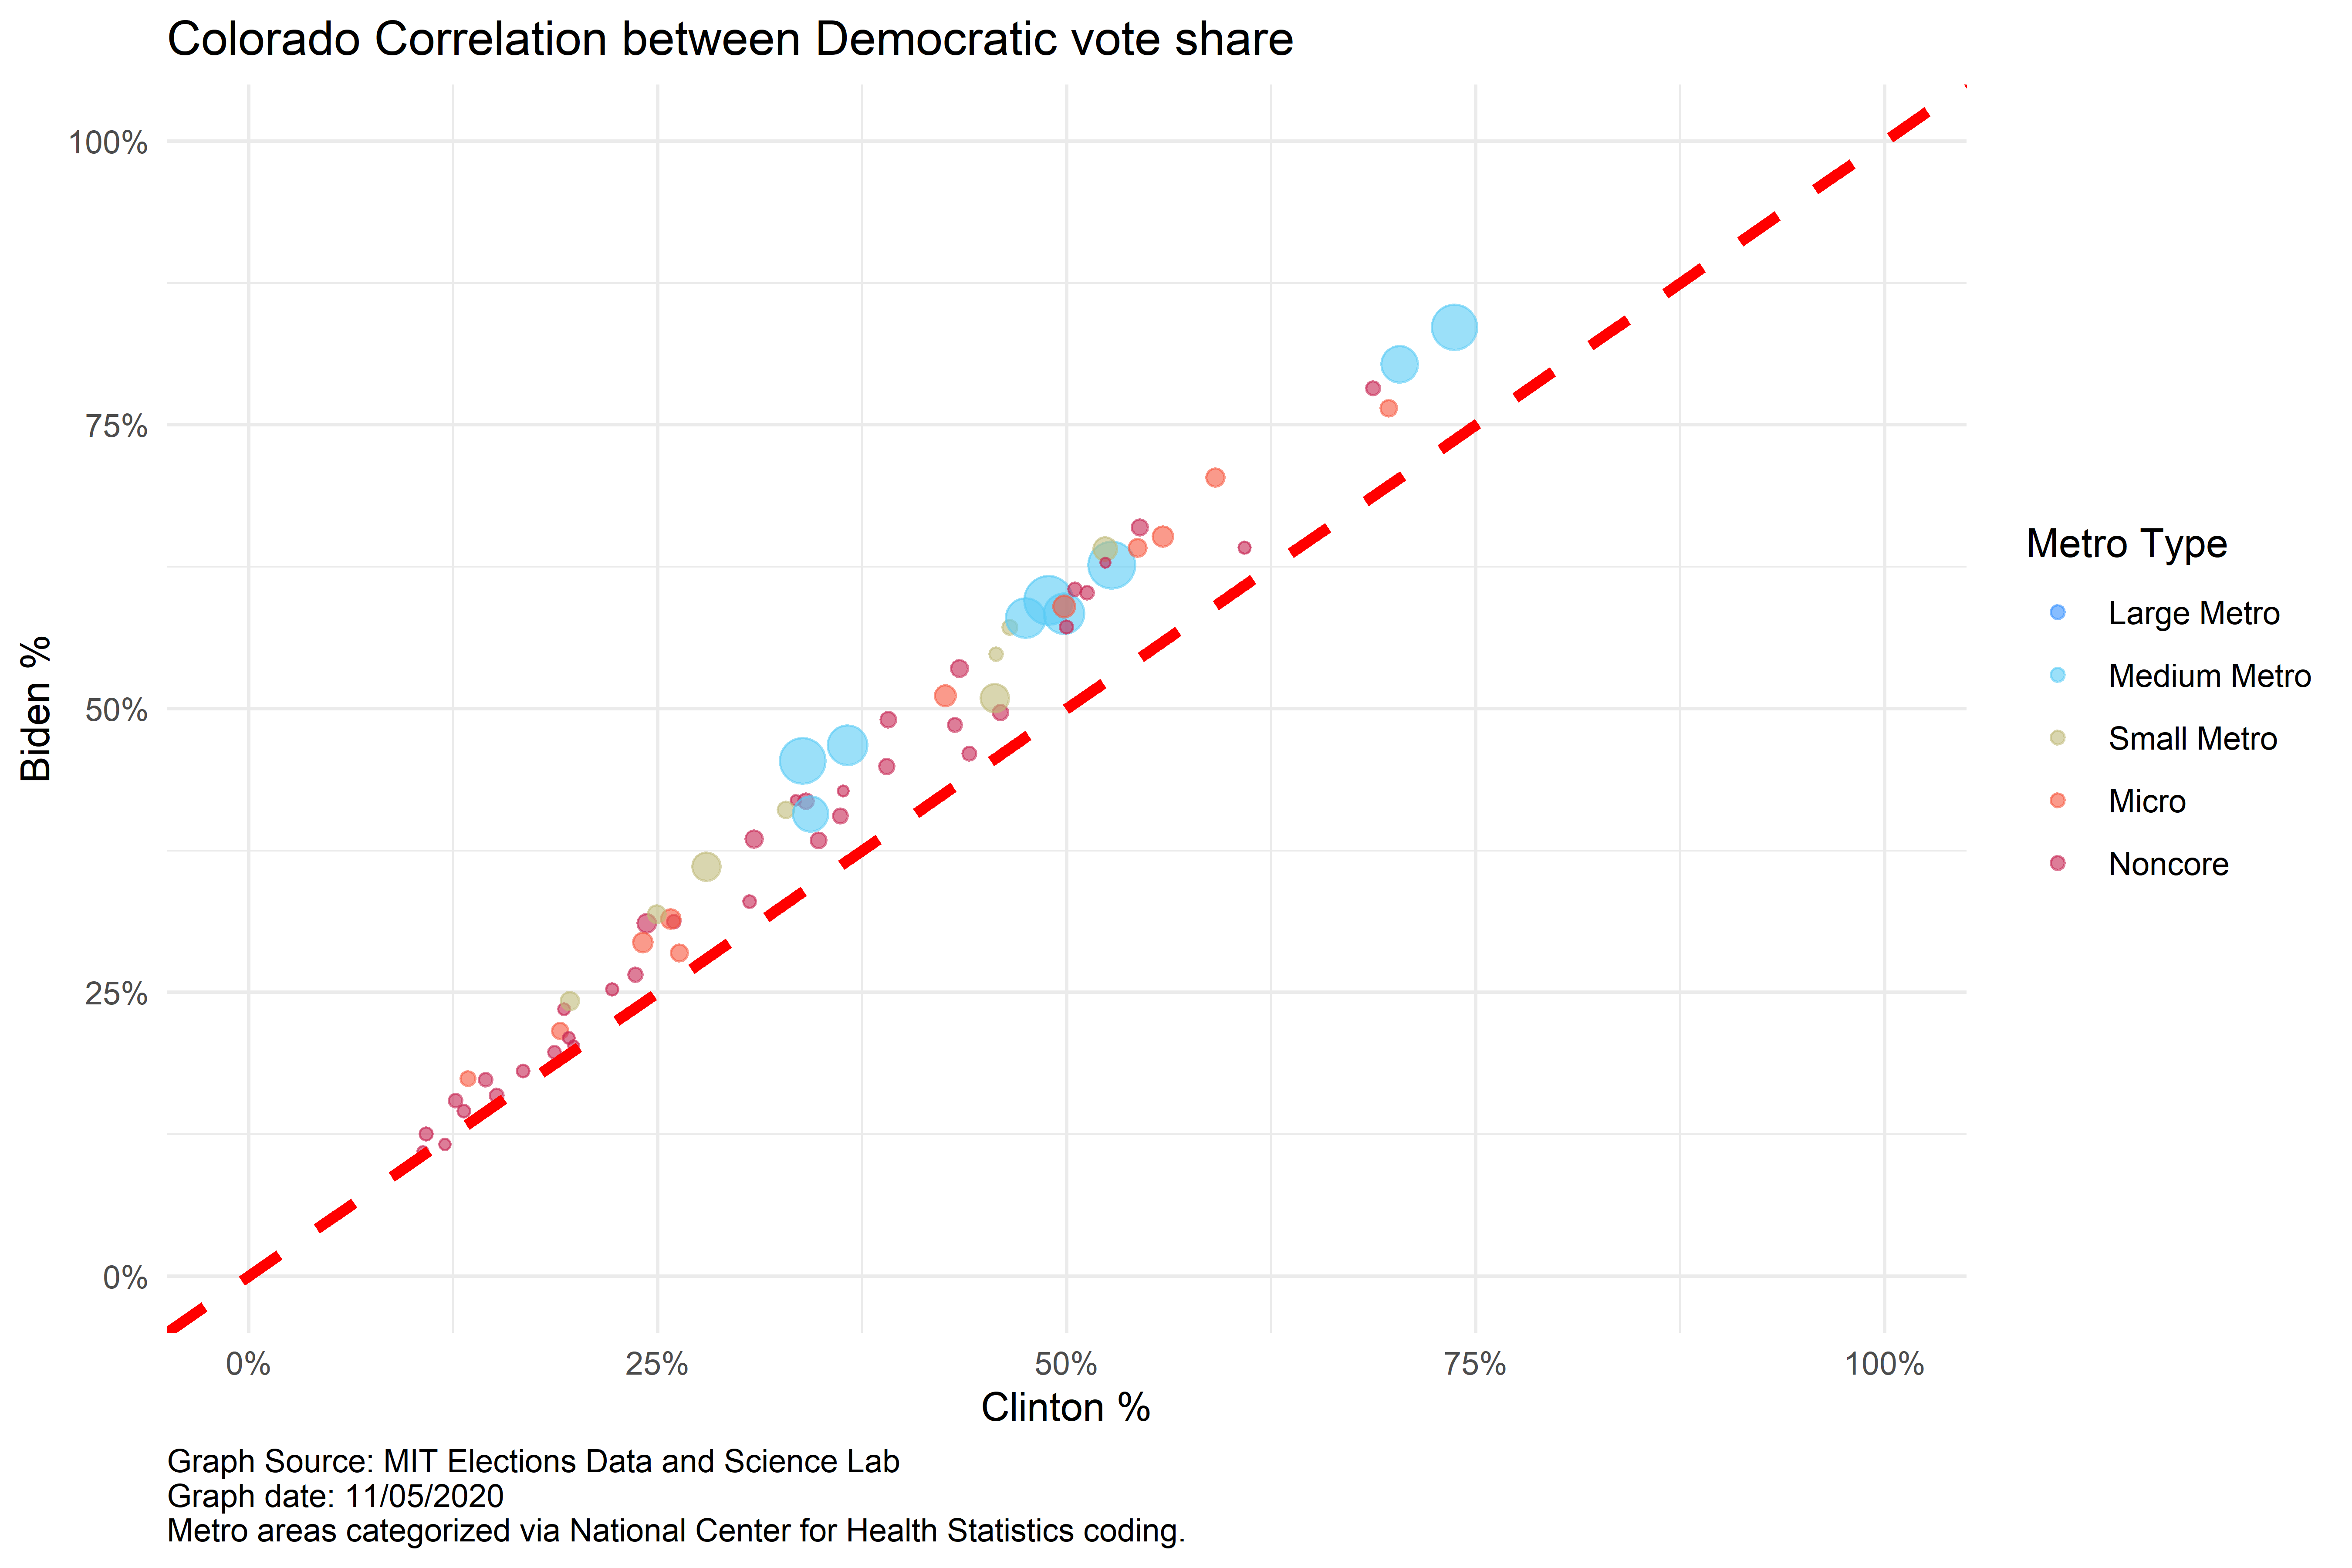 Colorado Correlation between Democratic vote share
100%
75%
50%
25%
0%
Biden %
0%
25%
50%
75%
100%
Clinton %
Metro Type
Large Metro
Medium Metro
Small Metro
Micro
Noncore
Graph Source: MIT Elections Data and Science Lab
Graph date: 11/05/2020
Metro areas categorized via National Center for Health Statistics coding.